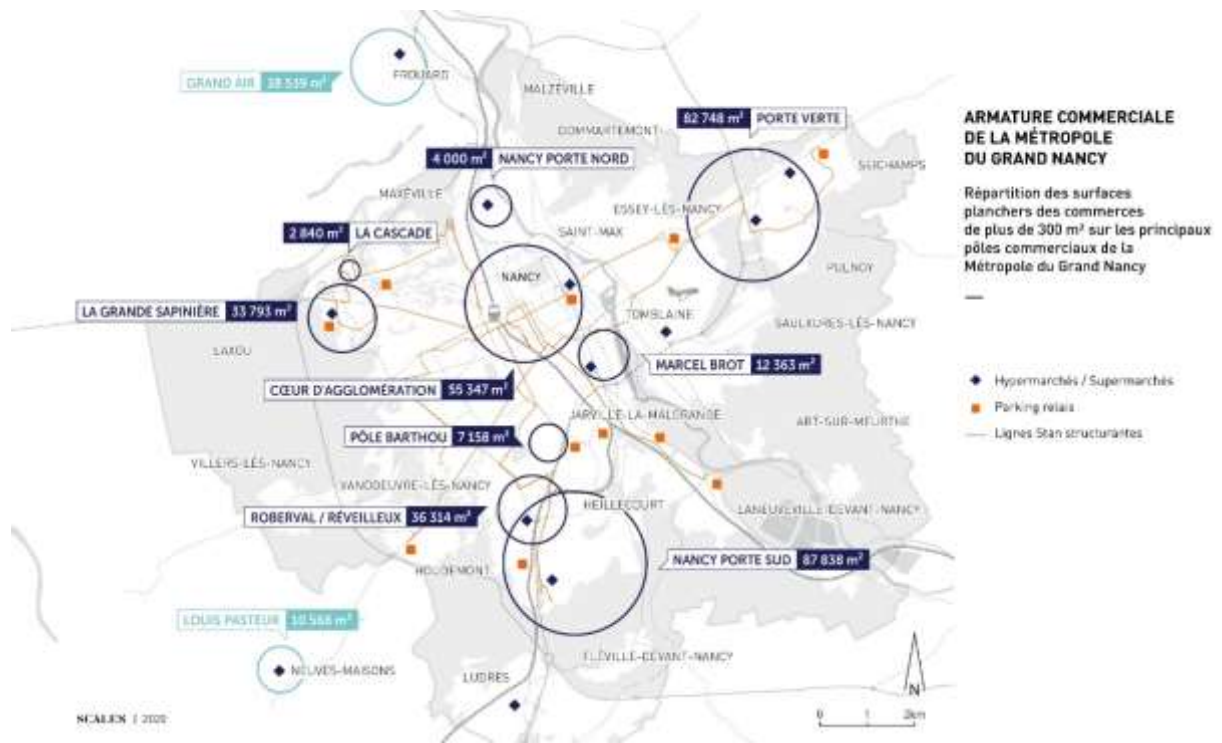 GRAND AIR 38 539 m²
FROUARD
MALZÉVILLE
DOMMARTEMONT
82 748 m² PORTE VERTE
SEICHAMPS
4 000 m² NANCY PORTE NORD
MAXÉVILLE
ESSEY-LÈS-NANCY
SAINT-MAX
2 840 m² LA CASCADE
PULNOY
NANCY
LA GRANDE SAPINIÈRE 33 793 m²
TOMBLAINE
SAULXURES-LÈS-NANCY
LAXOU
MARCEL BROT 12 363 m²
CŒUR D'AGGLOMÉRATION 55 347 m²
JARVILLE-LA-MALGRANGE
ART-SUR-MEURTHE
PÔLE BARTHOU 7 158 m²
VILLERS-LÈS-NANCY
VANDOEUVRE-LÈS-NANCY
HEILLECOURT
LANEUVEVILLE-DEVANT-NANCY
ROBERVAL / RÉVEILLEUX 36 314 m²
HOUDEMONT
NANCY PORTE SUD 87 838 m²
LOUIS PASTEUR 10 568 m²
NEUVES-MAISONS
FLÉVILLE-DEVANT-NANCY
LUDRES
ARMATURE COMMERCIALE
DE LA MÉTROPOLE
DU GRAND NANCY
Répartition des surfaces
planchers des commerces
de plus de 300 m² sur les principaux
pôles commerciaux de la
Métropole du Grand Nancy
Hypermarchés / Supermarchés
Parking relais
Lignes Stan structurantes
N
0 1 2km
SCALES | 2020